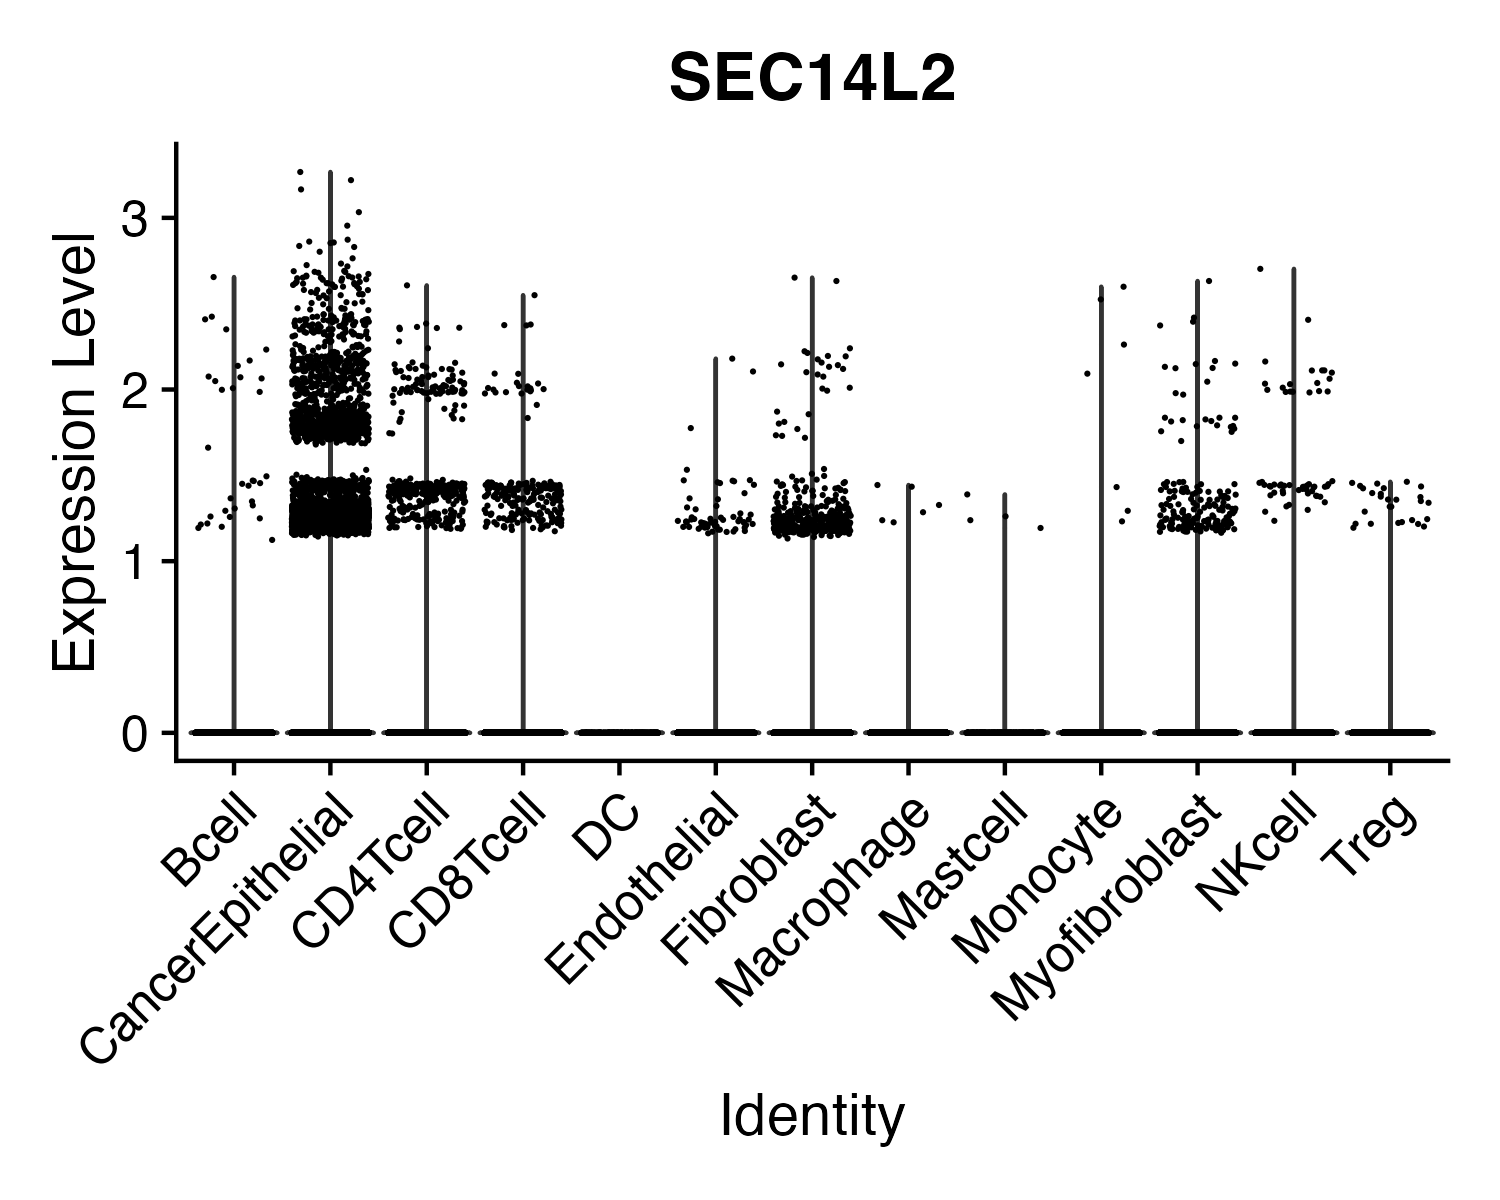 SEC14L2
Expression Level
3
2
1
0
Bcell
CancerEpithelial
CD4Tcell
CD8Tcell
DC
Endothelial
Fibroblast
Macrophage
Mastcell
Monocyte
Myofibroblast
NKcell
Treg
Identity